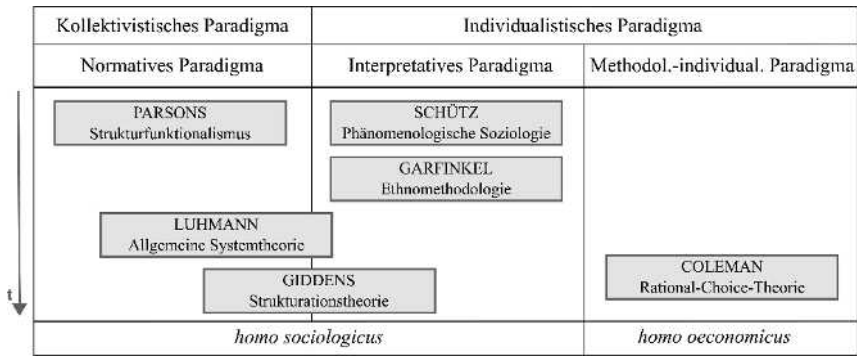 Kollektivistisches Paradigma
Individualistisches Paradigma
Normatives Paradigma
Interpretatives Paradigma
Methodol.-individual. Paradigma
PARSONS
Strukturfunktionalismus
SCHÜTZ
Phänomenologische Soziologie
GARFINKEL
Ethnomethodologie
LUHMANN
Allgemeine Systemtheorie
GIDDENS
Strukturationstheorie
COLEMAN
Rational-Choice-Theorie
t
homo sociologicus
homo oeconomicus